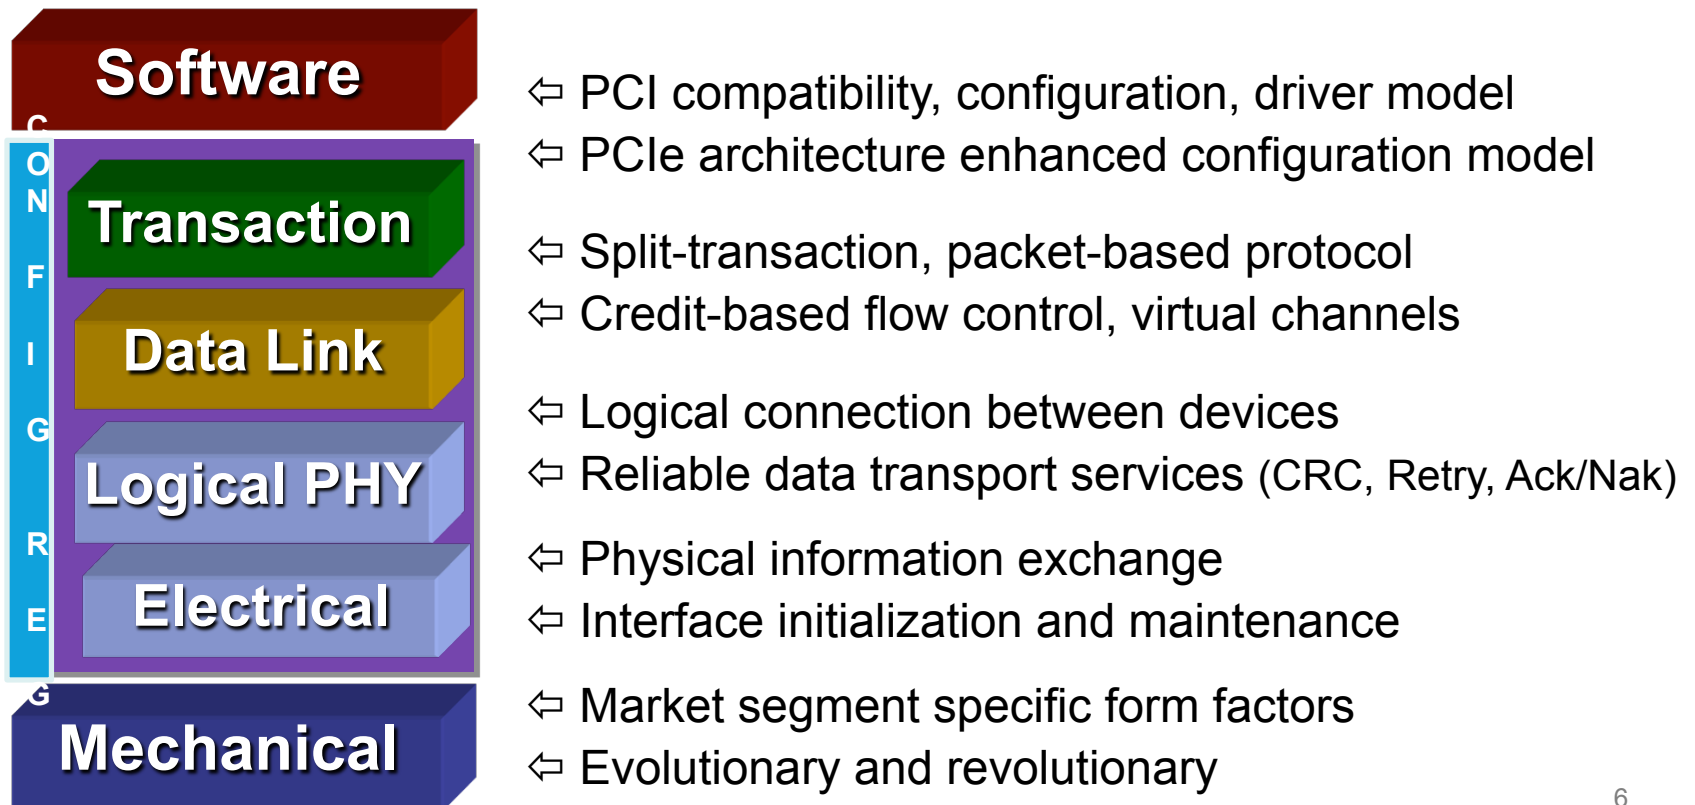 Software
⇦ PCI compatibility, configuration, driver model
⇦ PCIe architecture enhanced configuration model
CONFIG REG
Transaction
⇦ Split-transaction, packet-based protocol
⇦ Credit-based flow control, virtual channels
Data Link
⇦ Logical connection between devices
⇦ Reliable data transport services (CRC, Retry, Ack/Nak)
Logical PHY
⇦ Physical information exchange
⇦ Interface initialization and maintenance
Electrical
⇦ Market segment specific form factors
⇦ Evolutionary and revolutionary
Mechanical
6